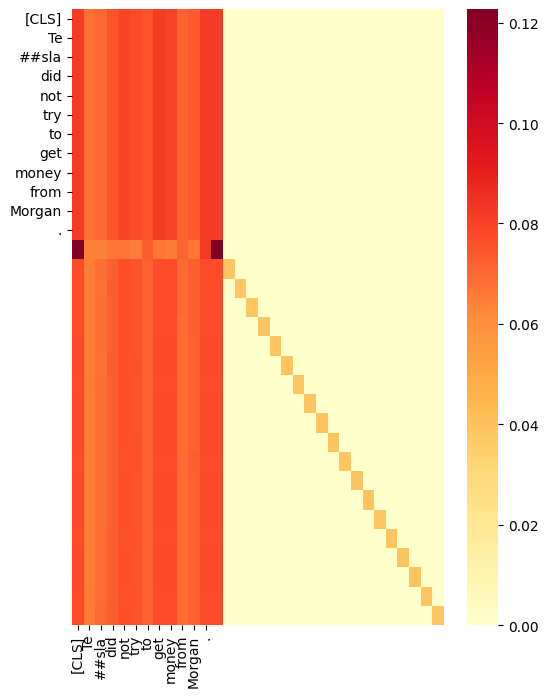 [CLS]
Te
##sla
did
not
try
to
get
money
from
Morgan
.
[CLS]
Te
##sla
did
not
try
to
get
money
from
Morgan
.
0.12
0.10
0.08
0.06
0.04
0.02
0.00